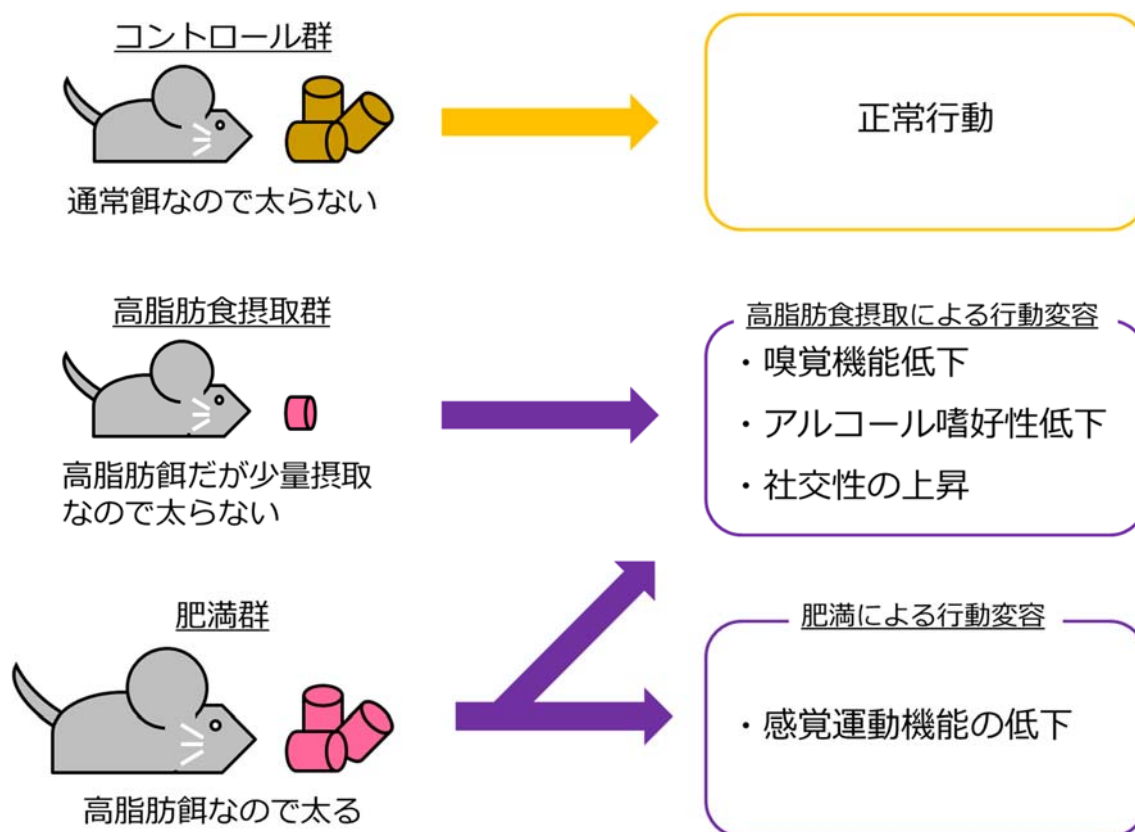 コントロール群
通常餌なので太らない
正常行動
高脂肪食摂取群
高脂肪餌だが少量摂取
なので太らない
高脂肪食摂取による行動変容
・嗅覚機能低下
・アルコール嗜好性低下
・社交性の上昇
肥満群
高脂肪餌なので太る
肥満による行動変容
・感覚運動機能の低下